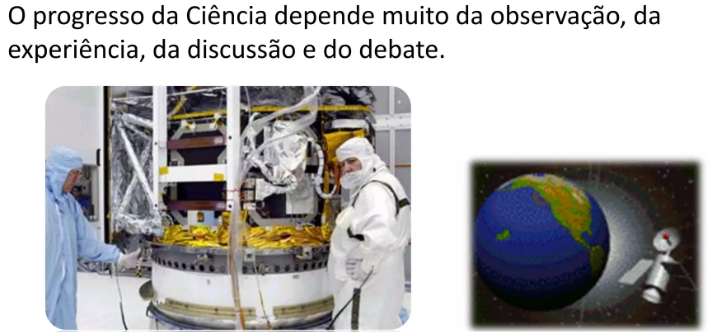 O progresso da Ciência depende muito da observação, da
experiência, da discussão e do debate.